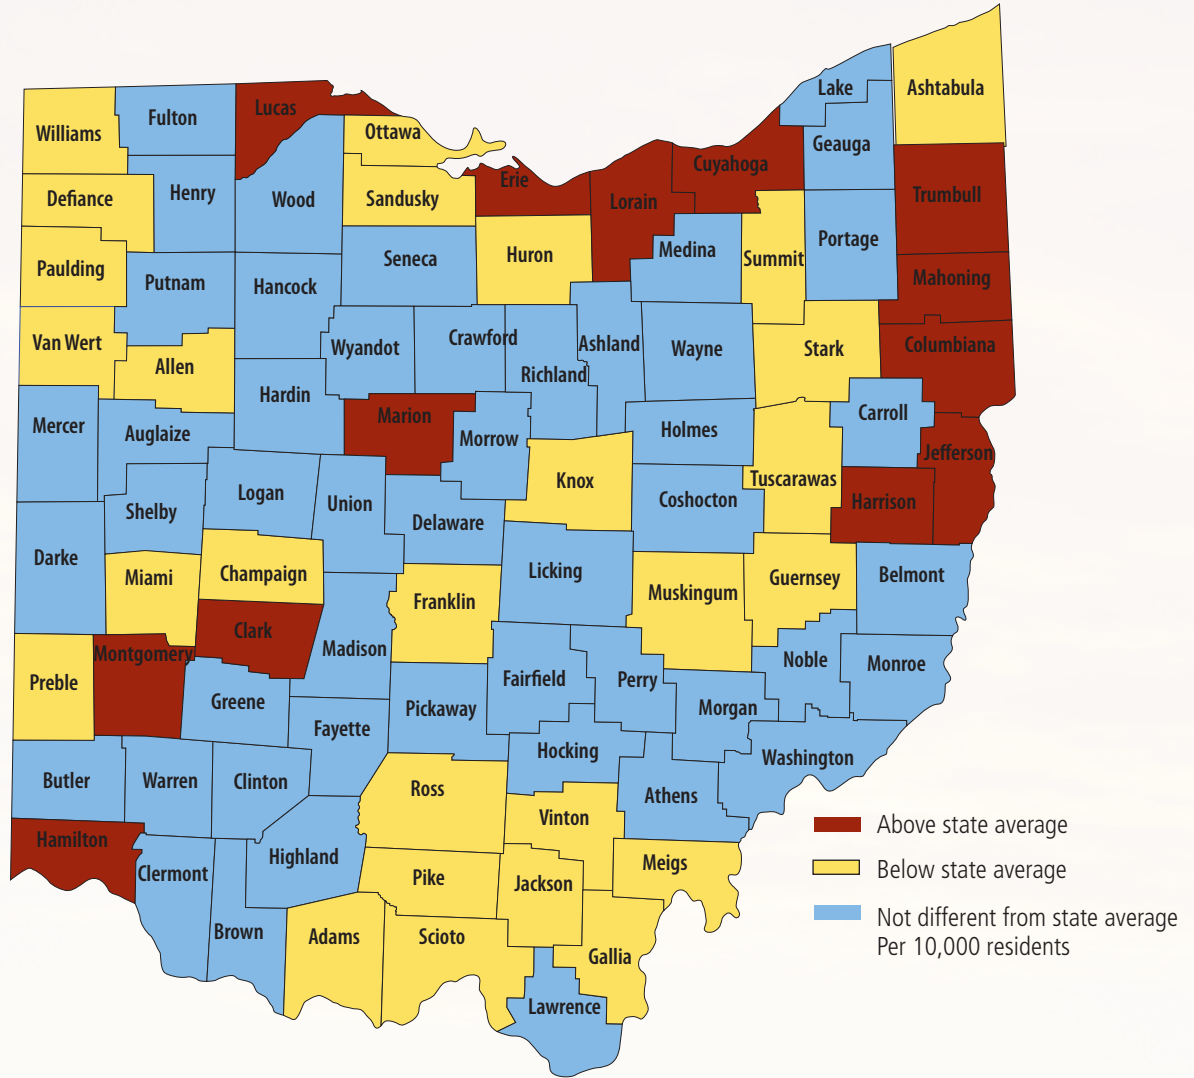 Lake
Ashtabula
Lucas
Fulton
Williams
Ottawa
Geauga
Cuyahoga
Erie
Henry
Trumbull
Defiance
Wood
Sandusky
Lorain
Portage
Medina
Huron
Summit
Seneca
Paulding
Mahoning
Putnam
Hancock
Crawford
Van Wert
Ashland
Columbiana
Wyandot
Wayne
Stark
Allen
Richland
Hardin
Carroll
Marion
Mercer
Holmes
Auglaize
Morrow
Jefferson
Knox
Tuscarawas
Logan
Coshocton
Harrison
Union
Shelby
Delaware
Darke
Licking
Champaign
Belmont
Miami
Guernsey
Muskingum
Franklin
Clark
Madison
Montgomery
Noble
Monroe
Fairfield
Perry
Preble
Greene
Morgan
Pickaway
Fayette
Hocking
Washington
Butler
Warren
Clinton
Ross
Athens
Vinton
Above state average
Hamilton
Highland
Meigs
Below state average
Clermont
Pike
Jackson
Not different from state average
Per 10,000 residents
Brown
Adams
Scioto
Gallia
Lawrence